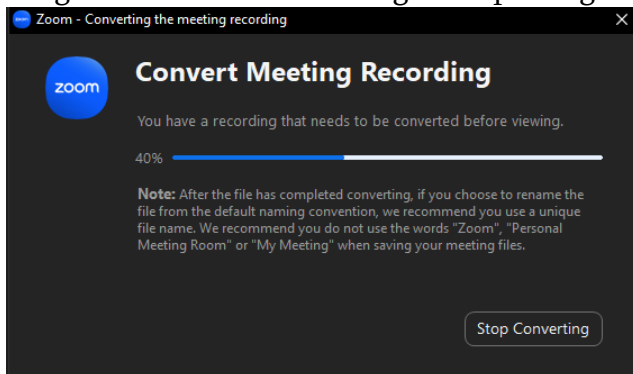 Zoom - Converting the meeting recording
zoom
Convert Meeting Recording
You have a recording that needs to be converted before viewing.
40%
Note: After the file has completed converting, if you choose to rename the
file from the default naming convention, we recommend you use a unique
file name. We recommend you do not use the words "Zoom", "Personal
Meeting Room" or "My Meeting" when saving your meeting files.
Stop Converting